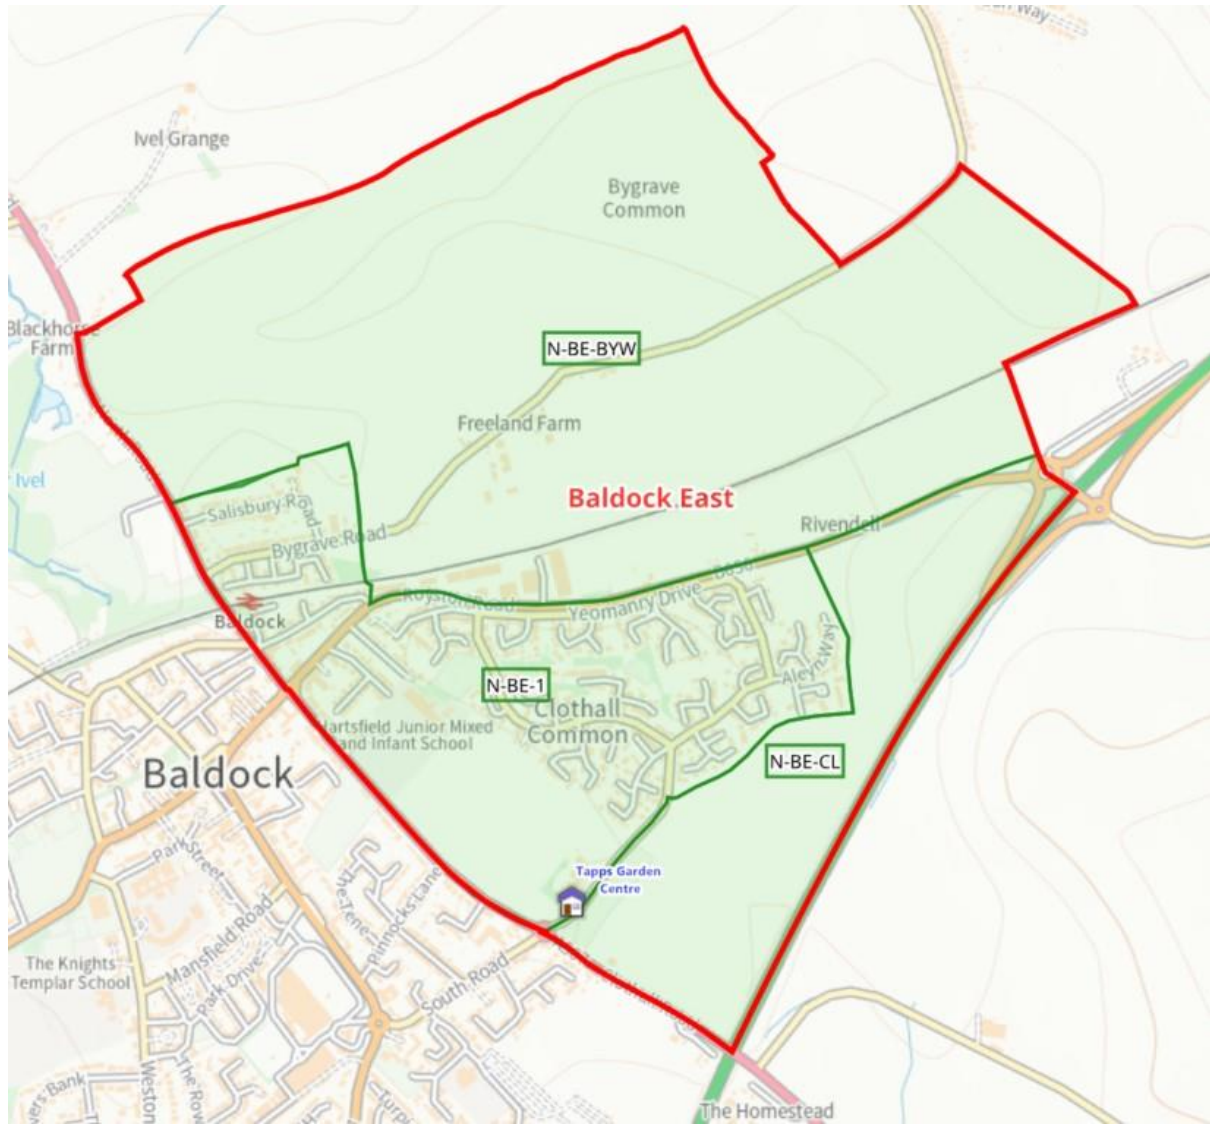 Ivel Grange
Bygrave
Common
Blackhorse
Farm
N-BE-BYW
Freeland Farm
Ivel
Baldock East
Salisbury Road
Rivendell
Bygrave Road
Royston Road
Yeomanry Drive
Baldock
Aleyn Way
N-BE-1
Clothall
Common
Hartsfield Junior Mixed
and Infant School
N-BE-CL
Baldock
Park Street
Tapps Garden
Centre
Pinnocks Lane
Mansfield Road
The Knights
Templar School
Park Drive
South Road
Weston
The Row
The Homestead